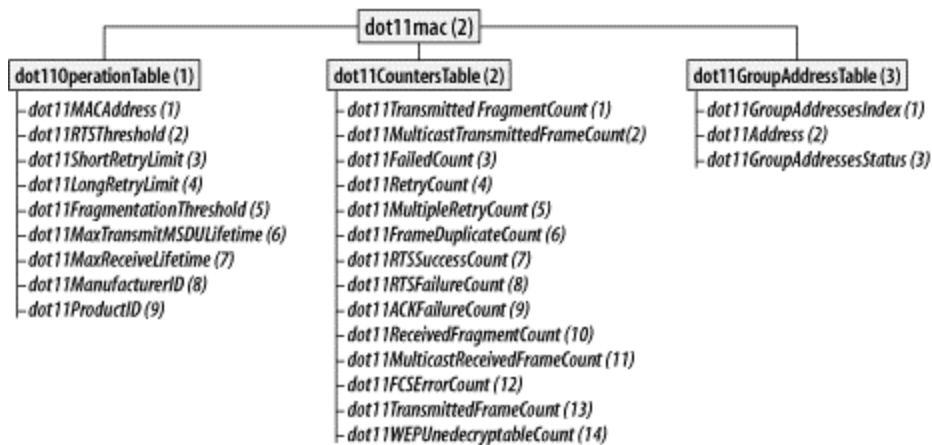 dot11mac (2)
dot11OperationTable (1)
dot11MACAddress (1)
dot11RTSThreshold (2)
dot11ShortRetryLimit (3)
dot11LongRetryLimit (4)
dot11FragmentationThreshold (5)
dot11MaxTransmitMSDULifetime (6)
dot11MaxReceiveLifetime (7)
dot11ManufacturerID (8)
dot11ProductID (9)
dot11CountersTable (2)
dot11Transmitted FragmentCount (1)
dot11MulticastTransmittedFrameCount(2)
dot11FailedCount (3)
dot11RetryCount (4)
dot11MultipleRetryCount (5)
dot11FrameDuplicateCount (6)
dot11RTSSuccessCount (7)
dot11RTSFailureCount (8)
dot11ACKFailureCount (9)
dot11ReceivedFragmentCount (10)
dot11MulticastReceivedFrameCount (11)
dot11FCSErrorCount (12)
dot11TransmittedFrameCount (13)
dot11WEPUnedecryptableCount (14)
dot11GroupAddressTable (3)
dot11GroupAddressesIndex (1)
dot11Address (2)
dot11GroupAddressesStatus (3)